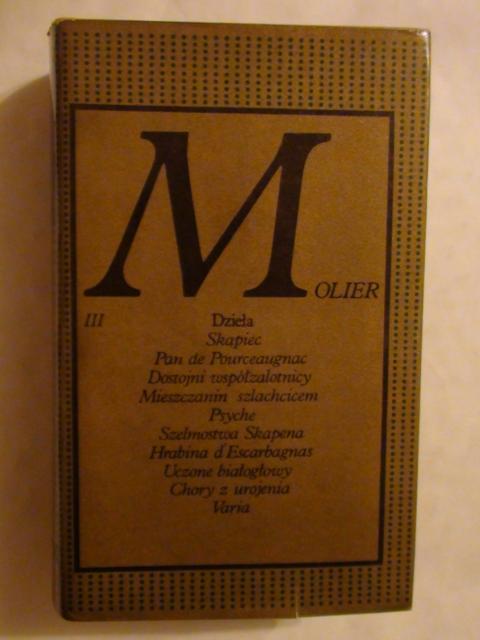 MOLIER
III
Dzieła
Skąpiec
Pan de Pourceaugnac
Dostojni współzalotnicy
Mieszczanin szlachcicem
Psyche
Szelmostwa Skapena
Hrabina d'Escarbagnas
Uczone białogłowy
Chory z urojenia
Varia